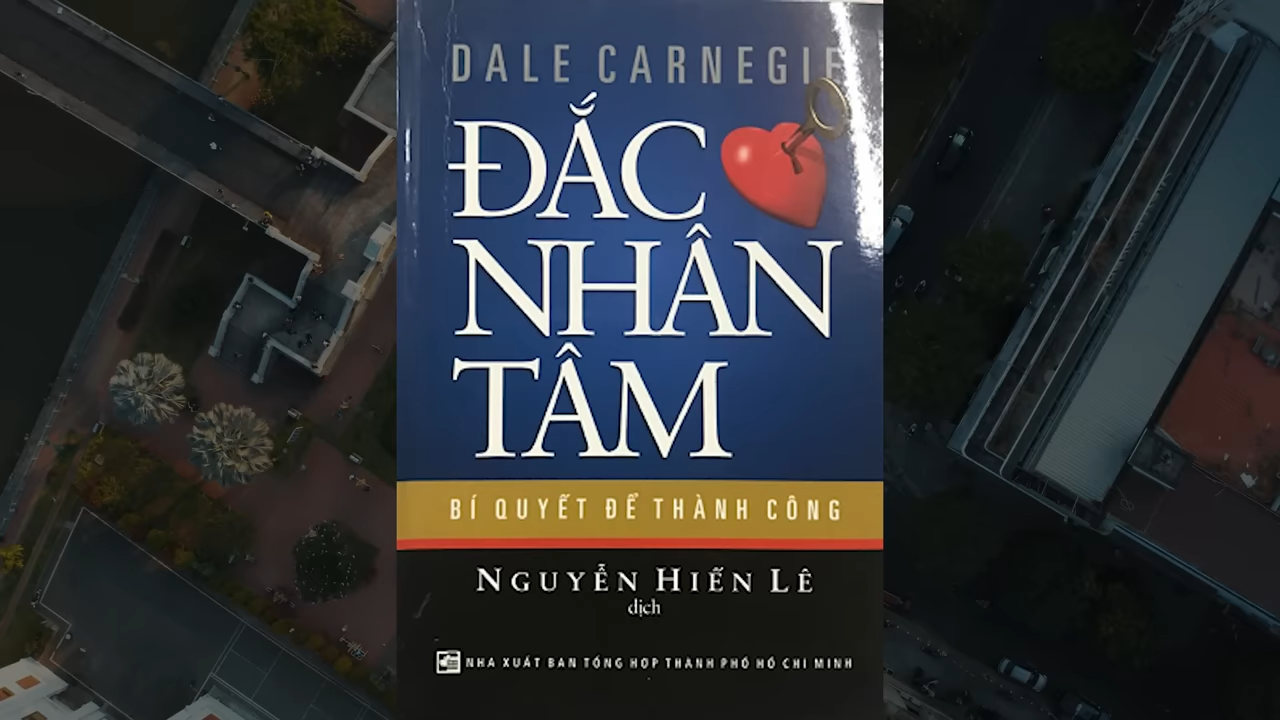 DALE CARNEGIE
ĐẮC
NHÂN
TÂM
BÍ QUYẾT ĐỂ THÀNH CÔNG
NGUYỄN HIẾN LÊ
dịch
NHÀ XUẤT BẢN TỔNG HỢP THÀNH PHỐ HỒ CHÍ MINH